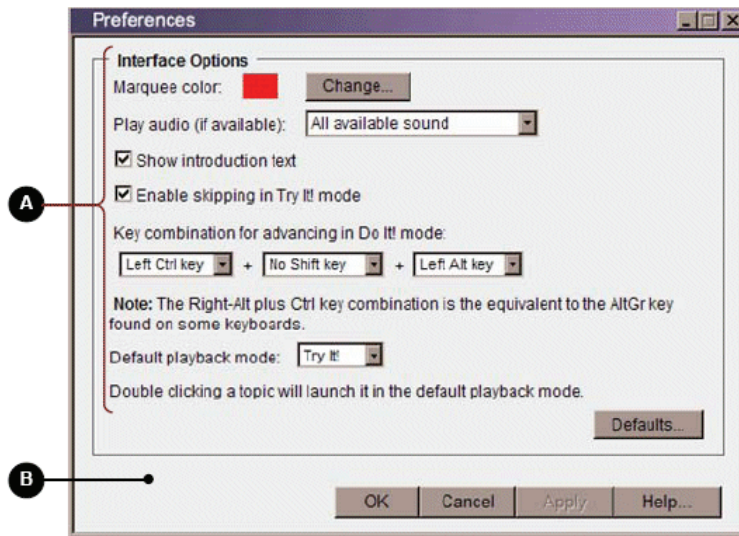 Preferences
Interface Options
Marquee color: Change...
Play audio (if available): All available sound
Show introduction text
Enable skipping in Try It! mode
A
Key combination for advancing in Do It! mode:
Left Ctrl key + No Shift key + Left Alt key
Note: The Right-Alt plus Ctrl key combination is the equivalent to the AltGr key
found on some keyboards.
Default playback mode: Try It!
Double clicking a topic will launch it in the default playback mode.
Defaults...
B
OK Cancel Apply Help...